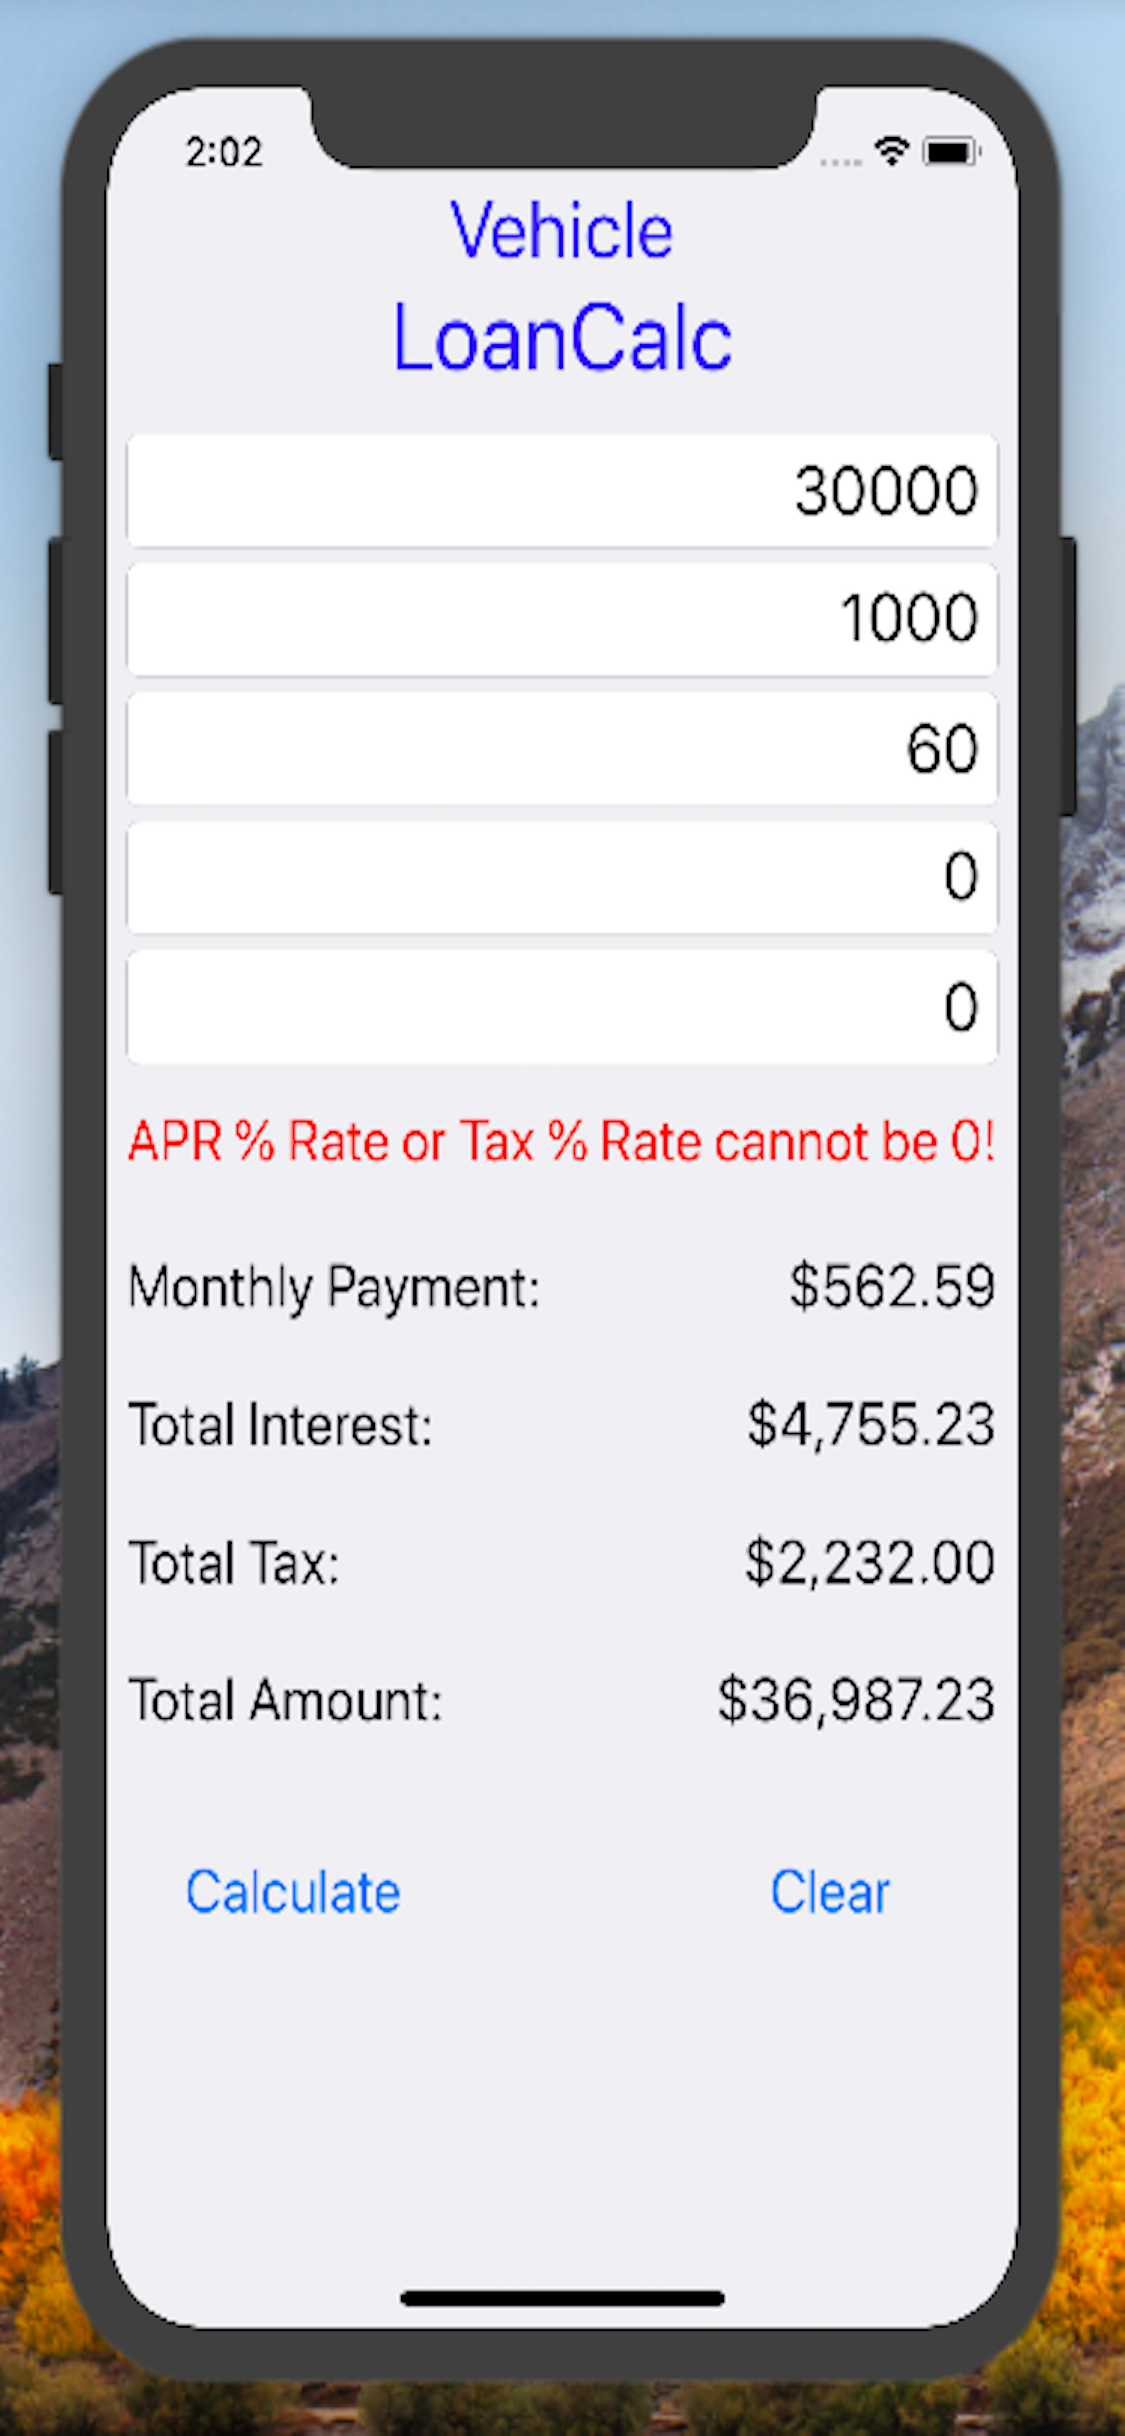 2:02
Vehicle
LoanCalc
30000
1000
60
0
0
APR % Rate or Tax % Rate cannot be 0!
Monthly Payment: $562.59
Total Interest: $4,755.23
Total Tax: $2,232.00
Total Amount: $36,987.23
Calculate Clear